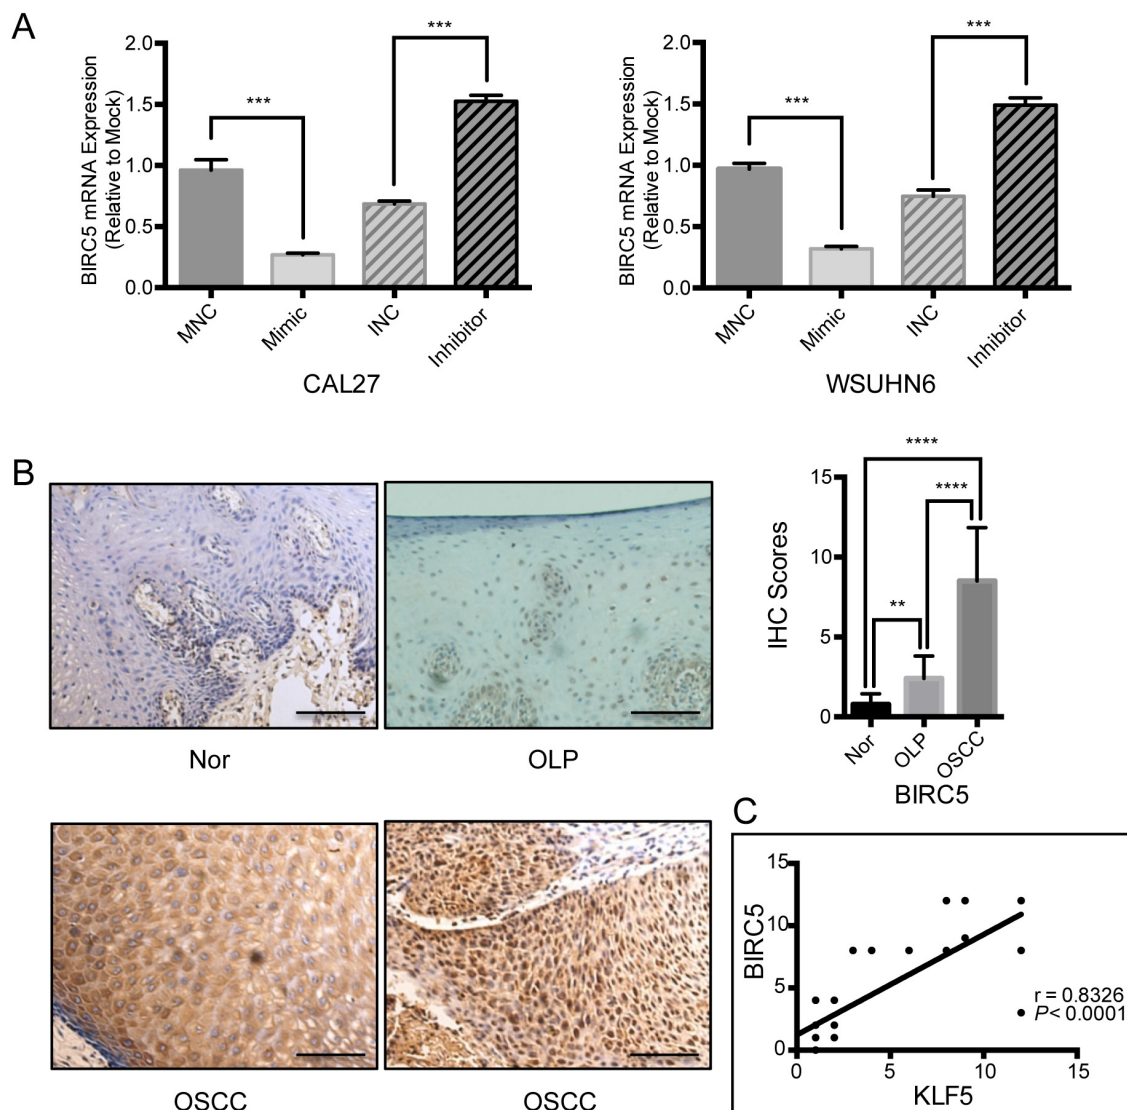 A
BIRC5 mRNA Expression
(Relative to Mock)
2.0
1.5
1.0
0.5
0.0
***
***
MNC
Mimic
INC
Inhibitor
CAL27
BIRC5 mRNA Expression
(Relative to Mock)
2.0
1.5
1.0
0.5
0.0
***
***
MNC
Mimic
INC
Inhibitor
WSUHN6
B
Nor
OLP
OSCC
OSCC
IHC Scores
15
10
5
0
****
****
**
Nor
OLP
OSCC
BIRC5
C
BIRC5
15
10
5
0
r = 0.8326
P< 0.0001
0
5
10
15
KLF5